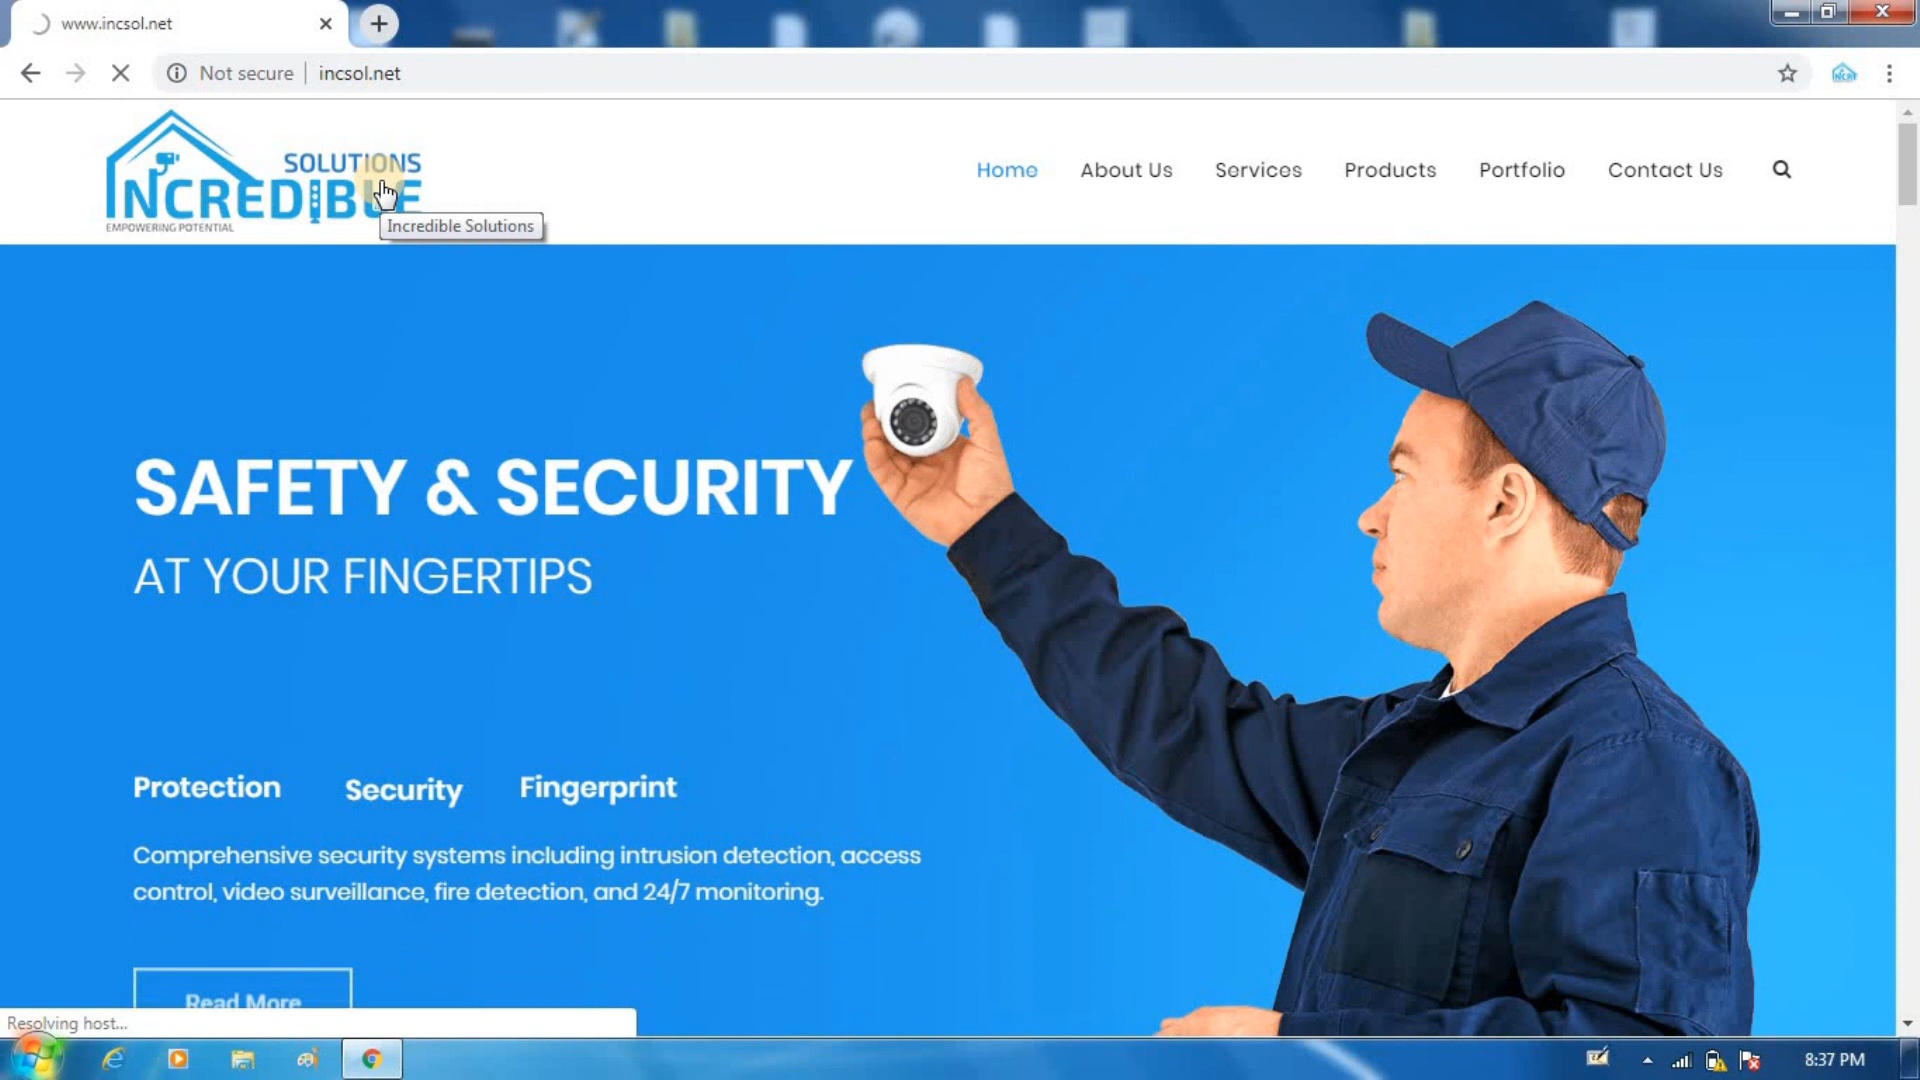 www.incsol.net
Not secure
incsol.net
SOLUTIONS
INCREDIBLE
EMPOWERING POTENTIAL
Incredible Solutions
Home
About Us
Services
Products
Portfolio
Contact Us
SAFETY & SECURITY
AT YOUR FINGERTIPS
Protection
Security
Fingerprint
Comprehensive security systems including intrusion detection, access
control, video surveillance, fire detection, and 24/7 monitoring.
Read More
Resolving host...
8:37 PM